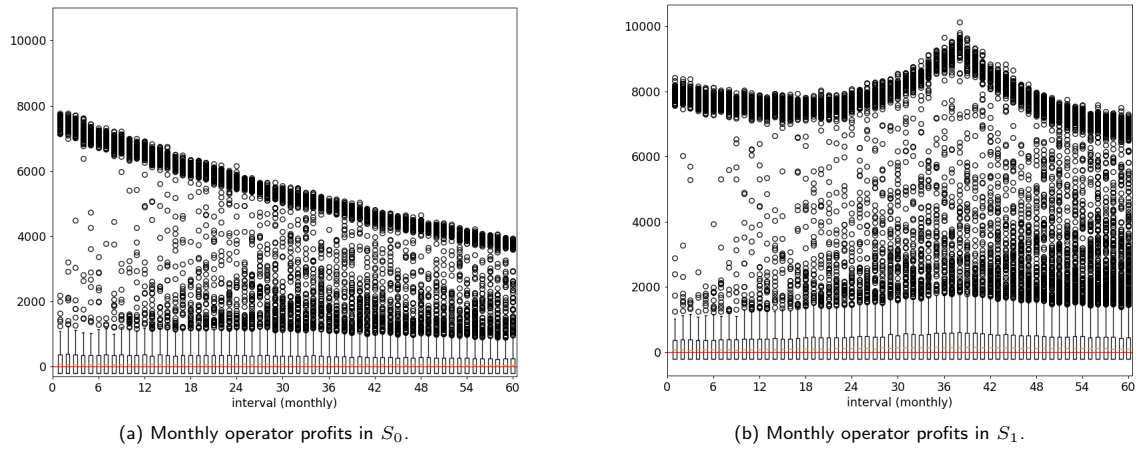 10000
8000
6000
4000
2000
0
0 6 12 18 24 30 36 42 48 54 60
interval (monthly)
(a) Monthly operator profits in S₀.
10000
8000
6000
4000
2000
0
0 6 12 18 24 30 36 42 48 54 60
interval (monthly)
(b) Monthly operator profits in S₁.